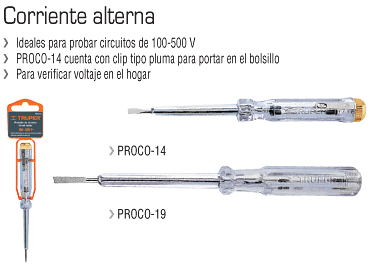 Corriente alterna
› Ideales para probar circuitos de 100-500 V
› PROCO-14 cuenta con clip tipo pluma para portar en el bolsillo
› Para verificar voltaje en el hogar
TRUPER
› PROCO-14
› PROCO-19